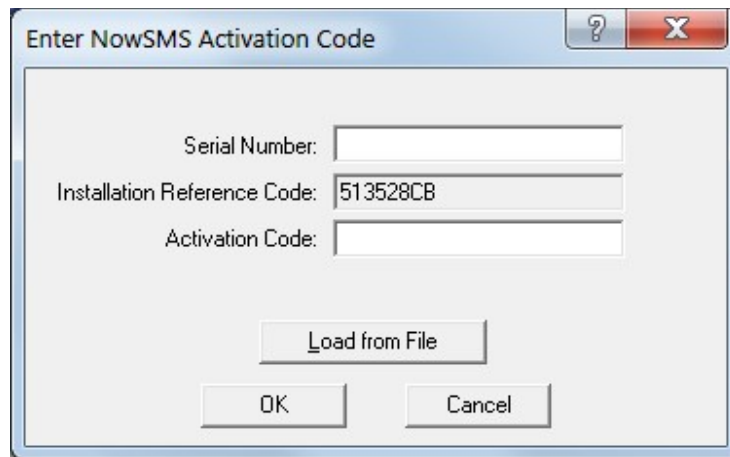 Enter NowSMS Activation Code
Serial Number:
Installation Reference Code: 513528CB
Activation Code:
Load from File
OK Cancel